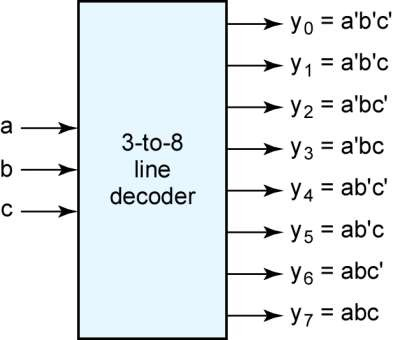 a
b
c
3-to-8
line
decoder
y₀ = a'b'c'
y₁ = a'b'c
y₂ = a'bc'
y₃ = a'bc
y₄ = ab'c'
y₅ = ab'c
y₆ = abc'
y₇ = abc